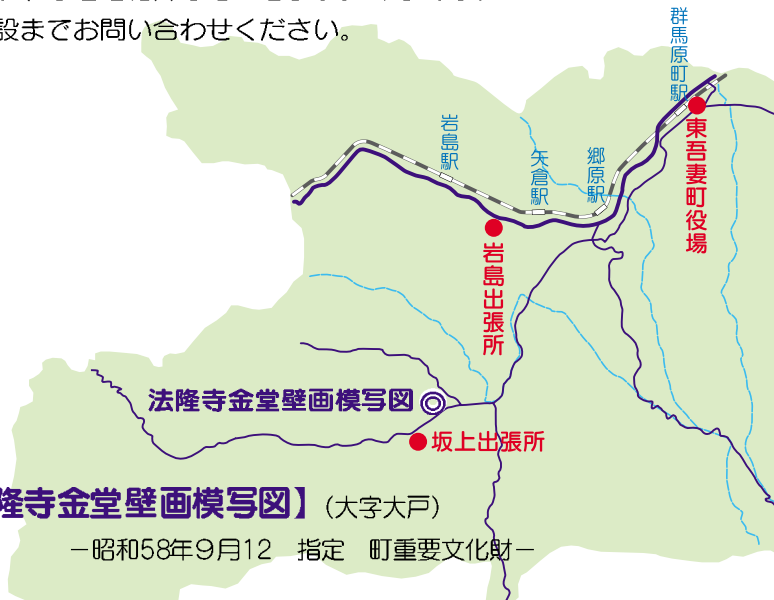 設までお問い合わせください。
群馬原町駅
岩島駅
矢倉駅
郷原駅
東吾妻町役場
岩島出張所
法隆寺金堂壁画模写図
坂上出張所
隆寺金堂壁画模写図】（大字大戸）
－昭和58年９月12　指定　町重要文化財－